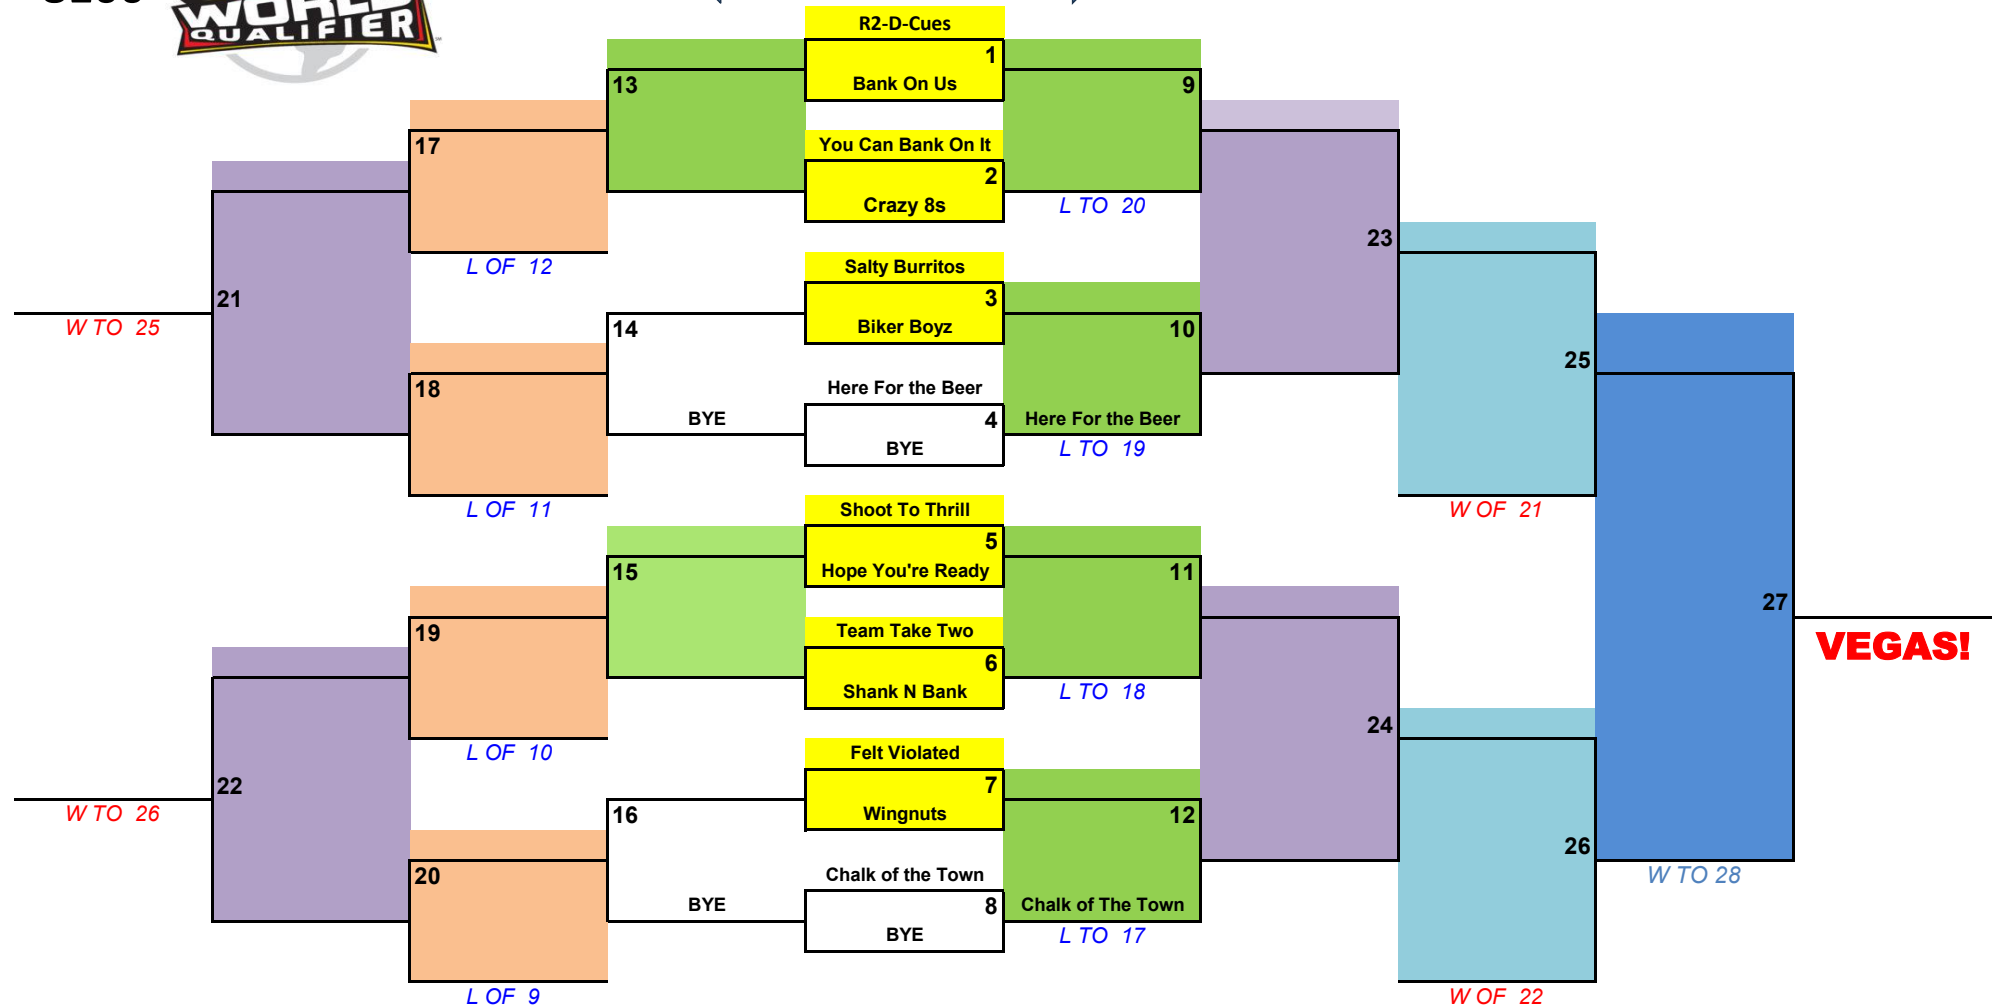 WORLD
QUALIFIER
R2-D-Cues
1
Bank On Us
13
9
You Can Bank On It
17
2
Crazy 8s
L TO 20
23
L OF 12
Salty Burritos
21
3
W TO 25
14
Biker Boyz
10
25
18
Here For the Beer
BYE
4
Here For the Beer
BYE
L TO 19
L OF 11
Shoot To Thrill
W OF 21
5
15
Hope You're Ready
11
27
19
Team Take Two
VEGAS!
6
Shank N Bank
L TO 18
24
L OF 10
Felt Violated
22
7
W TO 26
16
Wingnuts
12
26
20
Chalk of the Town
W TO 28
BYE
8
Chalk of The Town
BYE
L TO 17
L OF 9
W OF 22